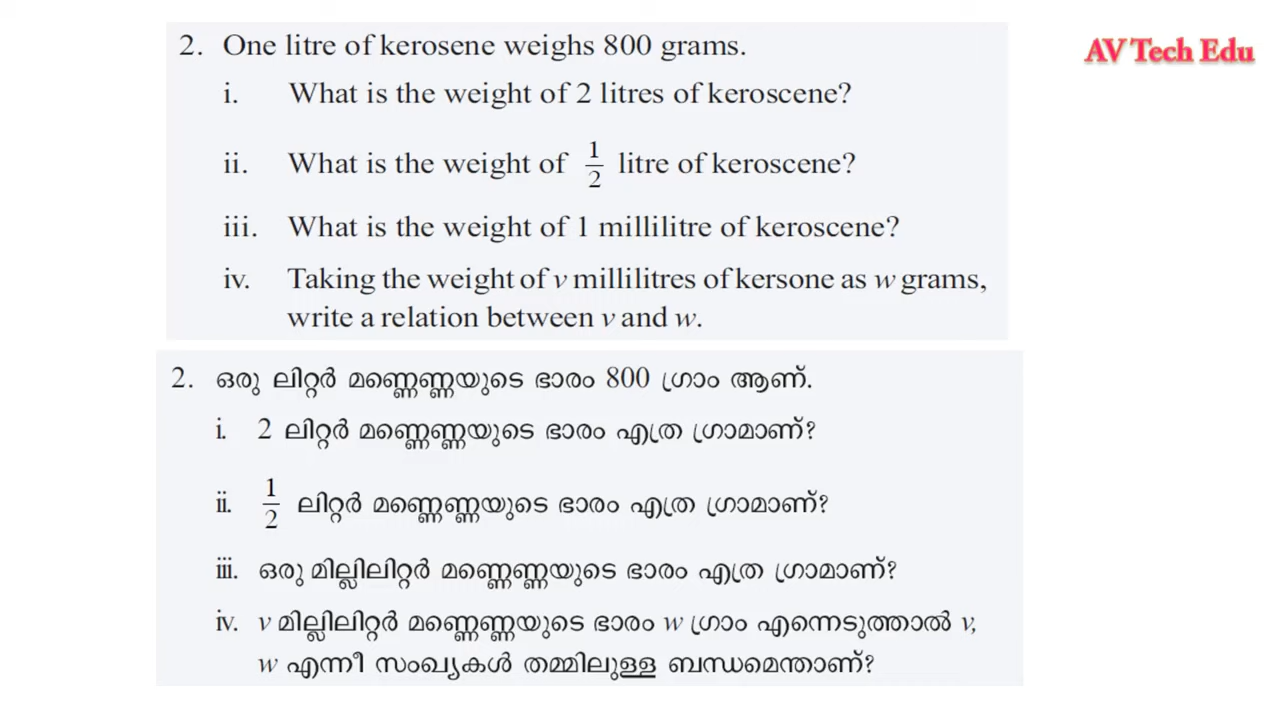 2. One litre of kerosene weighs 800 grams.
AV Tech Edu
i. What is the weight of 2 litres of keroscene?
ii. What is the weight of 1/2 litre of keroscene?
iii. What is the weight of 1 millilitre of keroscene?
iv. Taking the weight of v millilitres of kersone as w grams,
write a relation between v and w.
2. ഒരു ലിറ്റർ മണ്ണെണ്ണയുടെ ഭാരം 800 ഗ്രാം ആണ്.
i. 2 ലിറ്റർ മണ്ണെണ്ണയുടെ ഭാരം എത്ര ഗ്രാമാണ്?
ii. 1/2 ലിറ്റർ മണ്ണെണ്ണയുടെ ഭാരം എത്ര ഗ്രാമാണ്?
iii. ഒരു മില്ലിലിറ്റർ മണ്ണെണ്ണയുടെ ഭാരം എത്ര ഗ്രാമാണ്?
iv. v മില്ലിലിറ്റർ മണ്ണെണ്ണയുടെ ഭാരം w ഗ്രാം എന്നെടുത്താൽ v,
w എന്നീ സംഖ്യകൾ തമ്മിലുള്ള ബന്ധമെന്താണ്?